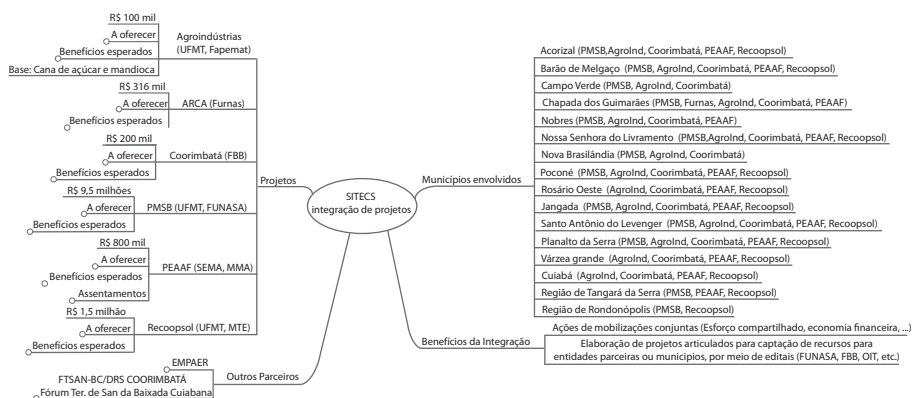 R$ 100 mil
A oferecer
Benefícios esperados
Base: Cana de açúcar e mandioca
Agroindústrias
(UFMT, Fapemat)
R$ 316 mil
A oferecer
Benefícios esperados
ARCA (Furnas)
R$ 200 mil
A oferecer
Benefícios esperados
Coorimbatá (FBB)
R$ 9,5 milhões
A oferecer
Benefícios esperados
PMSB (UFMT, FUNASA)
R$ 800 mil
A oferecer
Benefícios esperados
Assentamentos
PEAAF (SEMA, MMA)
R$ 1,5 milhão
A oferecer
Benefícios esperados
Recoopsol (UFMT, MTE)
Projetos
EMPAER
FTSAN-BC/DRS COORIMBATÁ
Fórum Ter. de San da Baixada Cuiabana
Outros Parceiros
SITECS
integração de projetos
Municípios envolvidos
Acorizal (PMSB,AgroInd, Coorimbatá, PEAAF, Recoopsol)
Barão de Melgaço (PMSB, AgroInd, Coorimbatá, PEAAF, Recoopsol)
Campo Verde (PMSB, AgroInd, Coorimbatá)
Chapada dos Guimarães (PMSB, Furnas, AgroInd, Coorimbatá, PEAAF)
Nobres (PMSB, AgroInd, Coorimbatá, PEAAF)
Nossa Senhora do Livramento (PMSB,AgroInd, Coorimbatá, PEAAF, Recoopsol)
Nova Brasilândia (PMSB, AgroInd, Coorimbatá)
Poconé (PMSB, AgroInd, Coorimbatá, PEAAF, Recoopsol)
Rosário Oeste (AgroInd, Coorimbatá, PEAAF, Recoopsol)
Jangada (PMSB, AgroInd, Coorimbatá, PEAAF, Recoopsol)
Santo Antônio do Levenger (PMSB, AgroInd, Coorimbatá, PEAAF, Recoopsol)
Planalto da Serra (PMSB, AgroInd, Coorimbatá, PEAAF, Recoopsol)
Várzea grande (AgroInd, Coorimbatá, PEAAF, Recoopsol)
Cuiabá (AgroInd, Coorimbatá, PEAAF, Recoopsol)
Região de Tangará da Serra (PMSB, PEAAF, Recoopsol)
Região de Rondonópolis (PMSB, Recoopsol)
Benefícios da Integração
Ações de mobilizações conjuntas (Esforço compartilhado, economia financeira, ...)
Elaboração de projetos articulados para captação de recursos para
entidades parceiras ou municipios, por meio de editais (FUNASA, FBB, OIT, etc.)